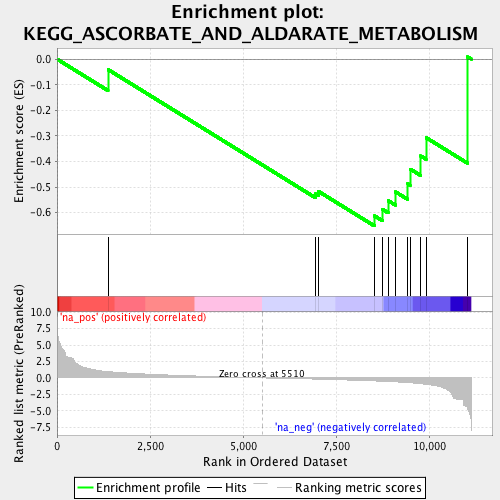 Enrichment plot:
KEGG_ASCORBATE_AND_ALDARATE_METABOLISM
Enrichment score (ES)
0.0
-0.1
-0.2
-0.3
-0.4
-0.5
-0.6
Ranked list metric (PreRanked)
10.0
7.5
5.0
2.5
0.0
-2.5
-5.0
-7.5
'na_pos' (positively correlated)
Zero cross at 5510
'na_neg' (negatively correlated)
0 2,500 5,000 7,500 10,000
Rank in Ordered Dataset
Enrichment profile Hits Ranking metric scores